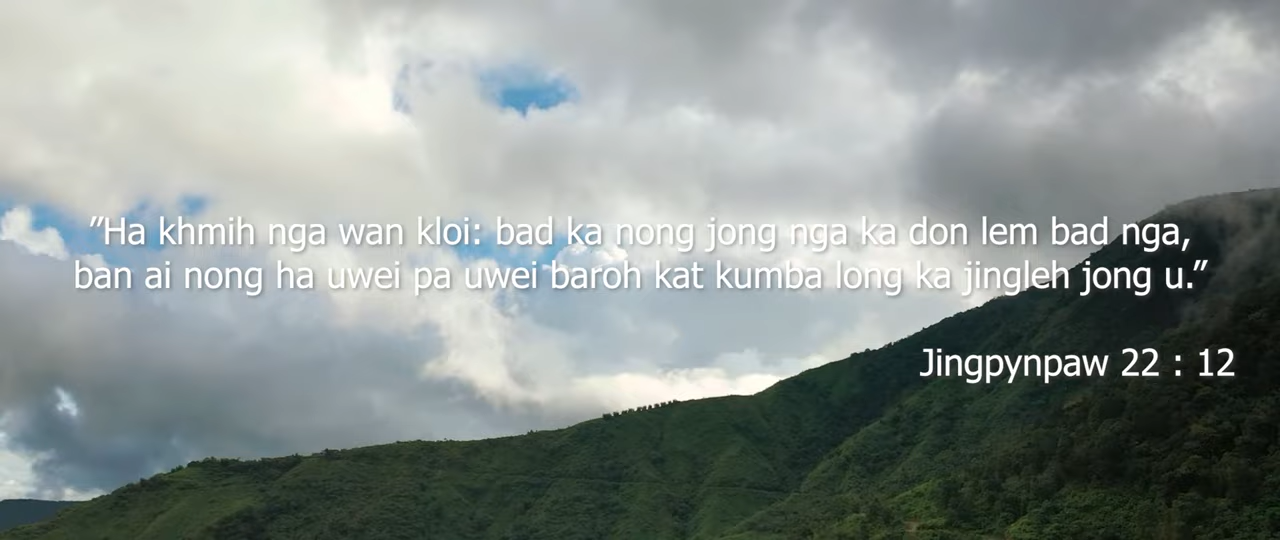 ”Ha khmih nga wan kloi: bad ka nong jong nga ka don lem bad nga,
ban ai nong ha uwei pa uwei baroh kat kumba long ka jingleh jong u.”
Jingpynpaw 22 : 12